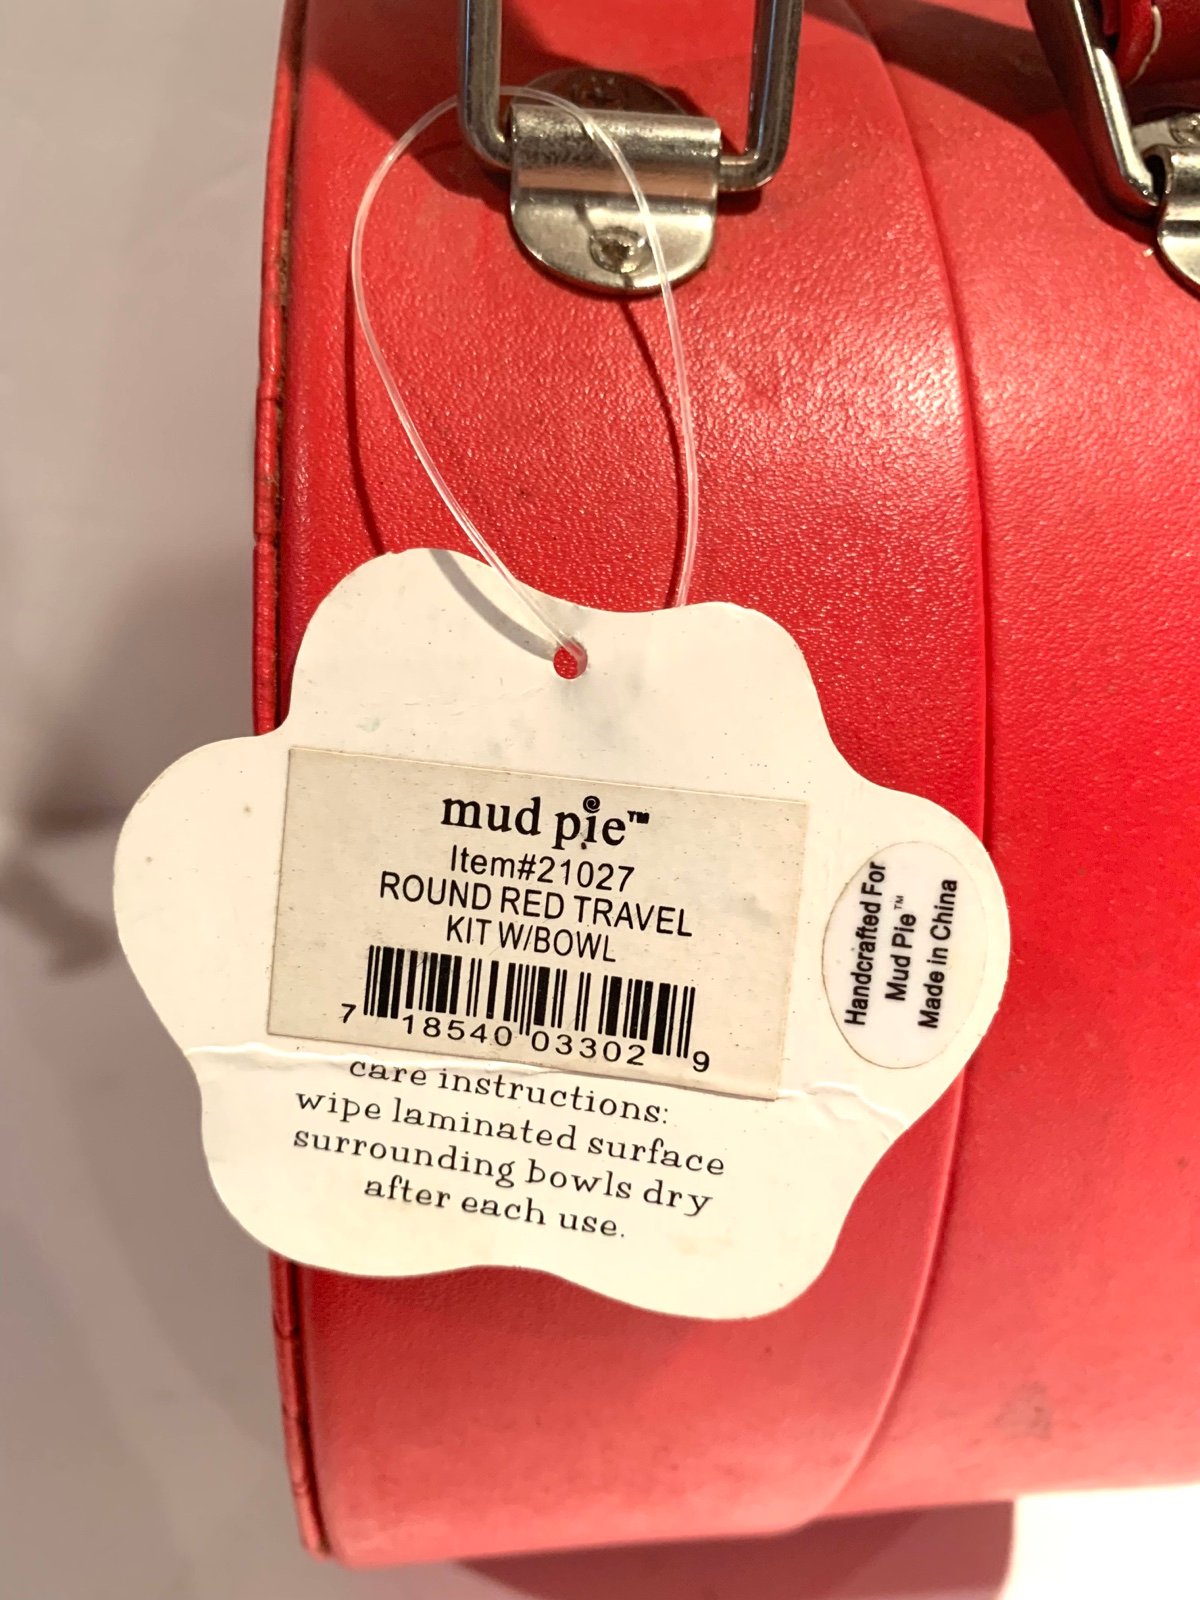 mud pie™
Item#21027
ROUND RED TRAVEL
KIT W/BOWL
7 18540 03302 9
care instructions:
wipe laminated surface
surrounding bowls dry
after each use.
Handcrafted For
Mud Pie™
Made in China